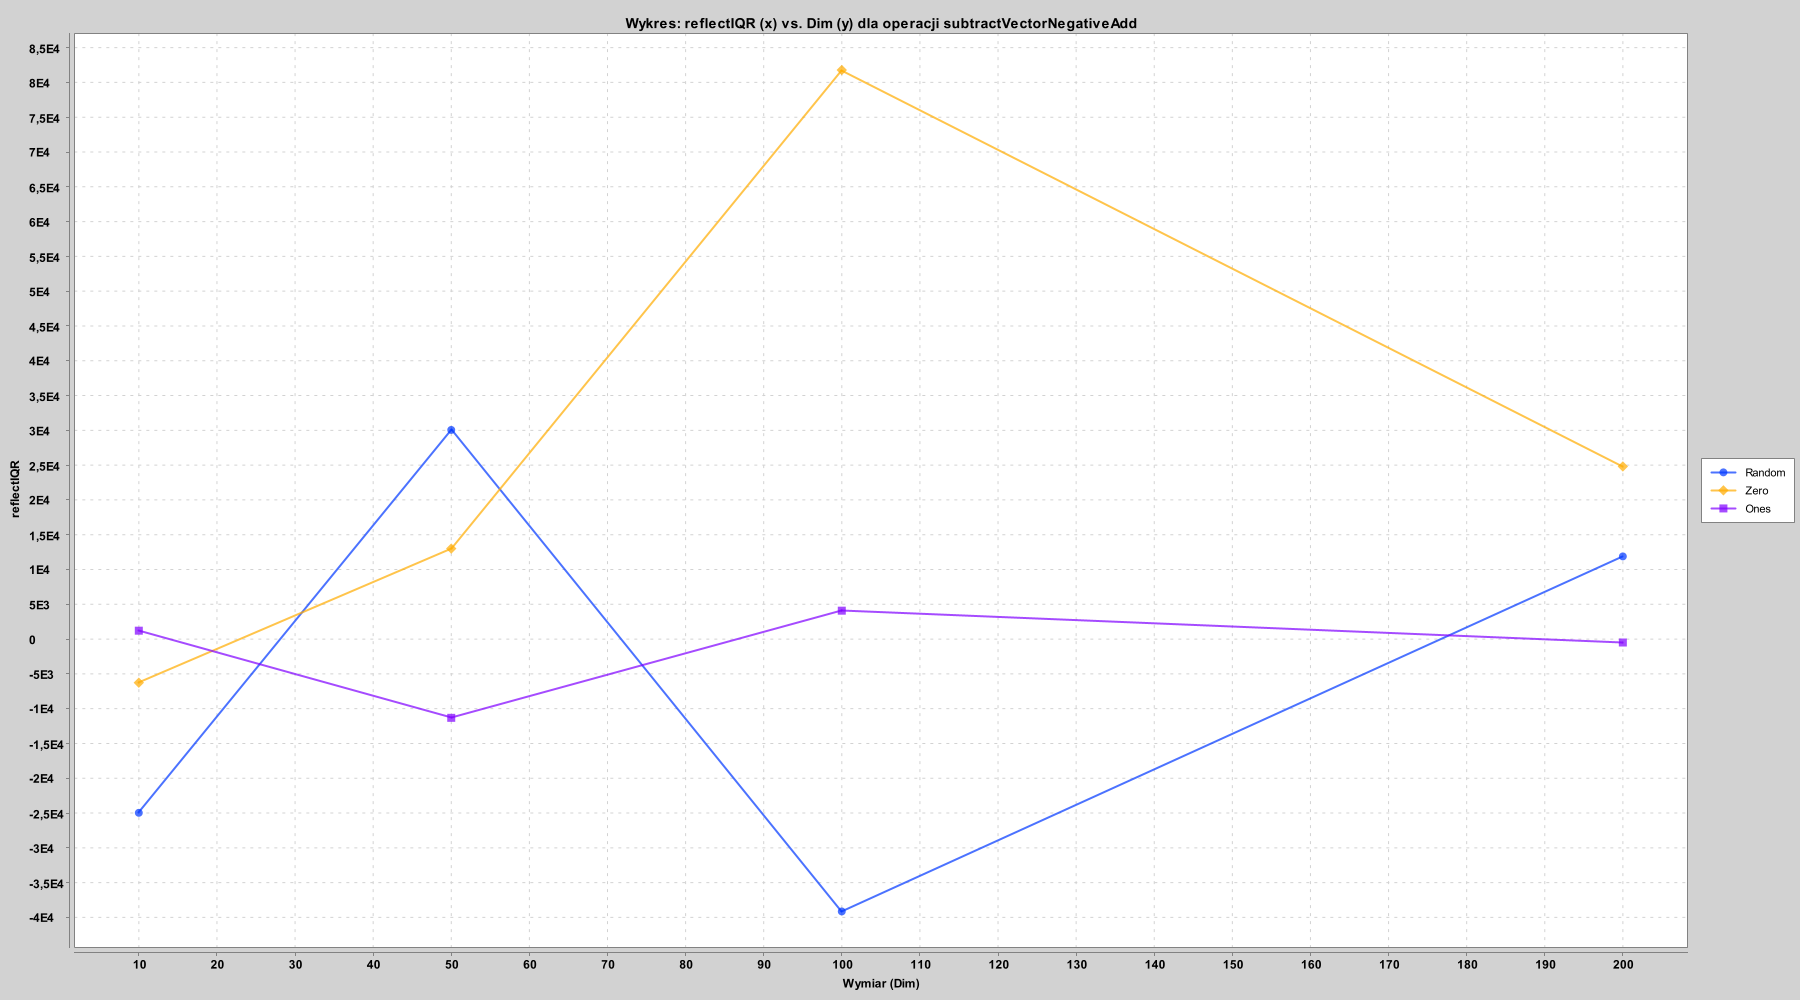 Wykres: reflectIQR (x) vs. Dim (y) dla operacji subtractVectorNegativeAdd
8,5E4
8E4
7,5E4
7E4
6,5E4
6E4
5,5E4
5E4
4,5E4
4E4
3,5E4
3E4
2,5E4
2E4
1,5E4
1E4
5E3
0
-5E3
-1E4
-1,5E4
-2E4
-2,5E4
-3E4
-3,5E4
-4E4
reflectIQR
10 20 30 40 50 60 70 80 90 100 110 120 130 140 150 160 170 180 190 200
Wymiar (Dim)
Random
Zero
Ones